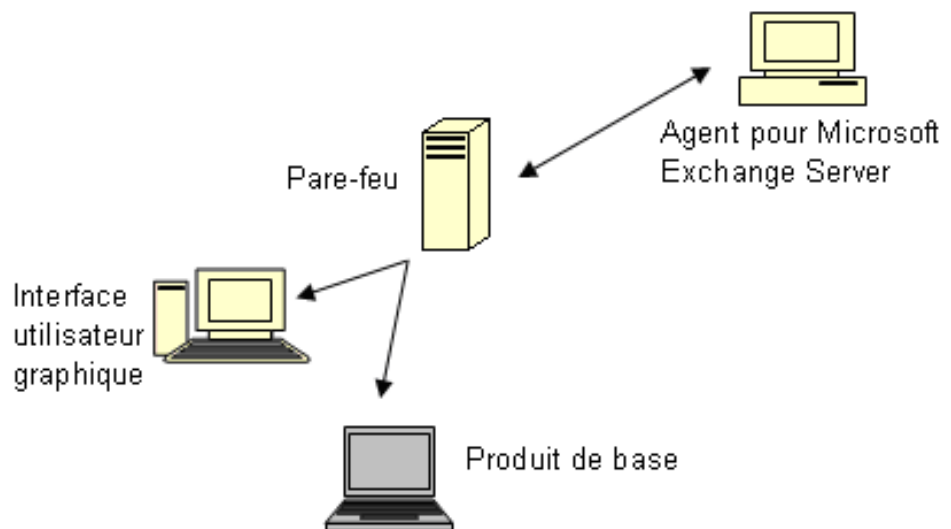 Agent pour Microsoft
Exchange Server
Pare-feu
Interface
utilisateur
graphique
Produit de base